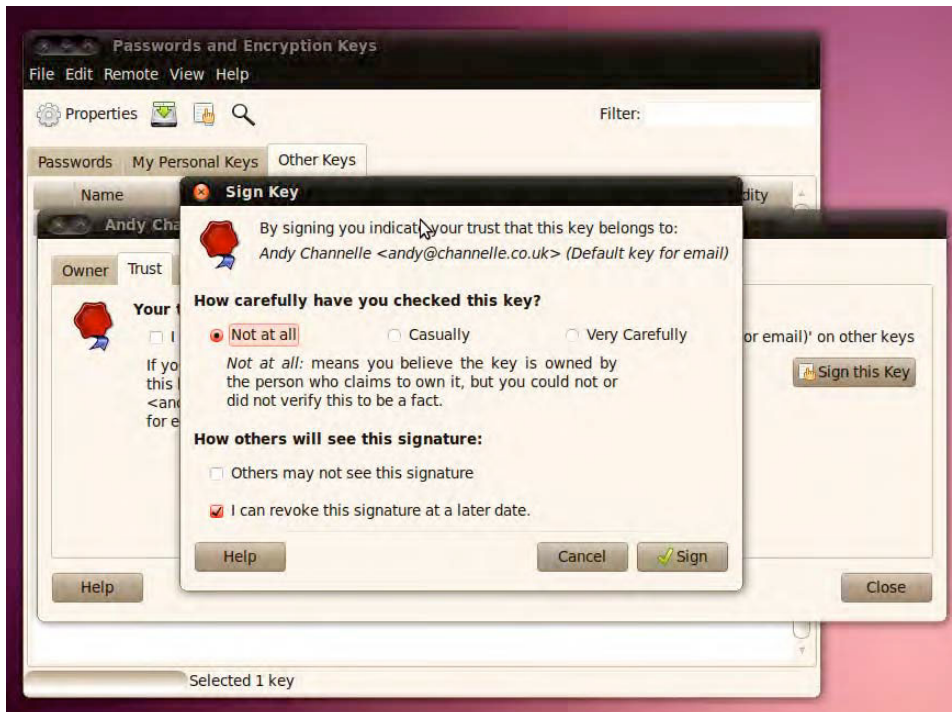 Passwords and Encryption Keys
File Edit Remote View Help
Properties
Filter:
Passwords My Personal Keys Other Keys
Name
Sign Key
By signing you indicate your trust that this key belongs to:
Andy Channelle <andy@channelle.co.uk> (Default key for email)
How carefully have you checked this key?
Not at all Casually Very Carefully
Not at all: means you believe the key is owned by
the person who claims to own it, but you could not or
did not verify this to be a fact.
How others will see this signature:
Others may not see this signature
I can revoke this signature at a later date.
Help Cancel Sign
Andy Cha
Owner Trust
Your
I
or email)' on other keys
If yo
this
Sign this Key
<and
for e
Help Close
Selected 1 key